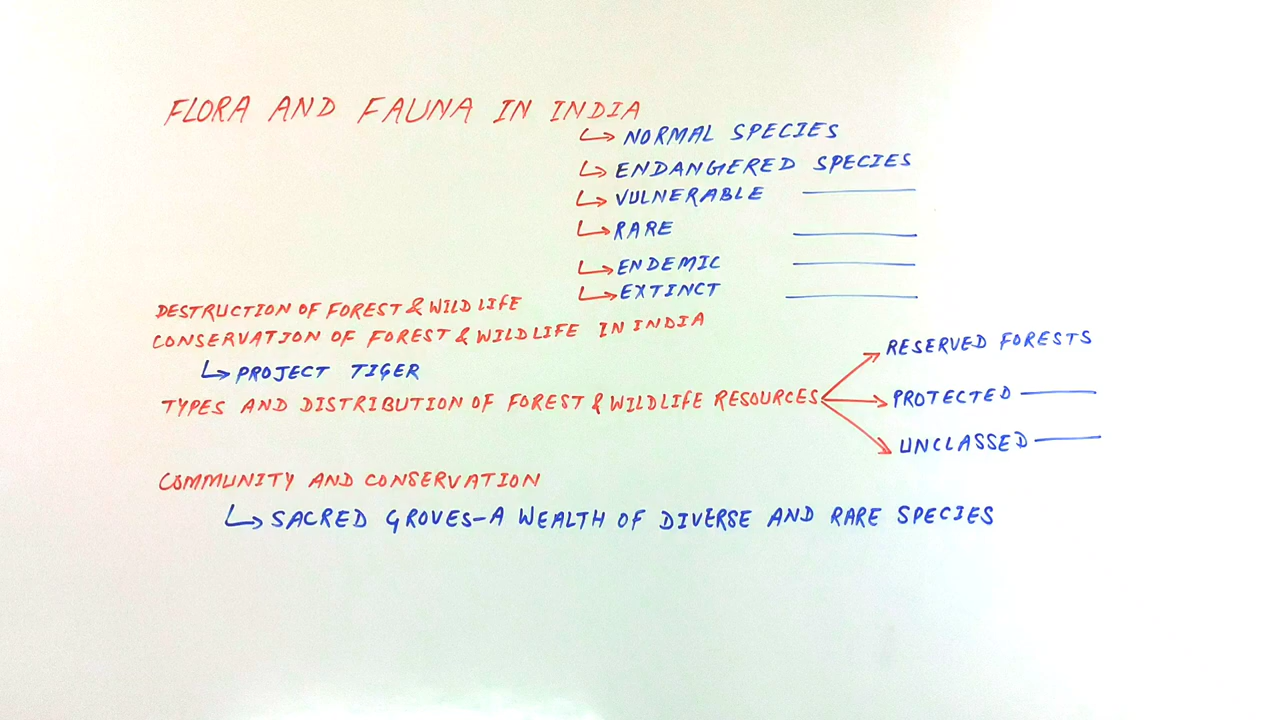 FLORA AND FAUNA IN INDIA
↳ NORMAL SPECIES
↳ ENDANGERED SPECIES
↳ VULNERABLE ———
↳ RARE ———
↳ ENDEMIC ———
↳ EXTINCT ———
DESTRUCTION OF FOREST & WILDLIFE
CONSERVATION OF FOREST & WILDLIFE IN INDIA
↳ PROJECT TIGER
TYPES AND DISTRIBUTION OF FOREST & WILDLIFE RESOURCES
RESERVED FORESTS
PROTECTED ———
UNCLASSED ———
COMMUNITY AND CONSERVATION
↳ SACRED GROVES-A WEALTH OF DIVERSE AND RARE SPECIES